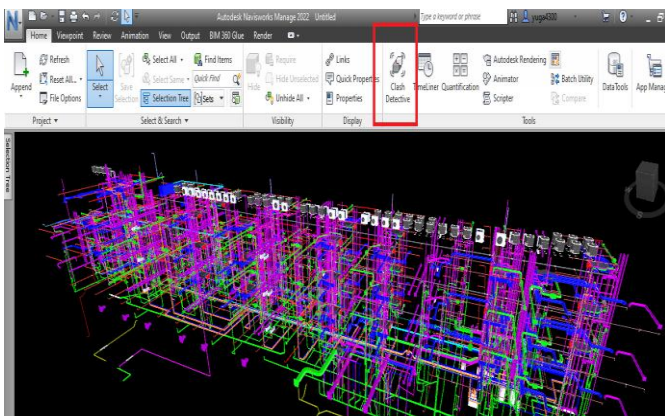 Autodesk Navisworks Manage 2022 Untitled
Type a keyword or phrase
yuga4300
Home Viewpoint Review Animation View Output BIM 360 Glue Render
Append
Refresh
Reset All...
File Options
Project
Select
Save Selection
Select All
Select Same
Selection Tree
Find Items
Quick Find
Sets
Select & Search
Hide
Require
Hide Unselected
Unhide All
Visibility
Links
Quick Properties
Properties
Display
Clash Detective
TimeLiner
Quantification
Autodesk Rendering
Animator
Scripter
Batch Utility
Compare
DataTools
App Manag
Tools
Selection Tree